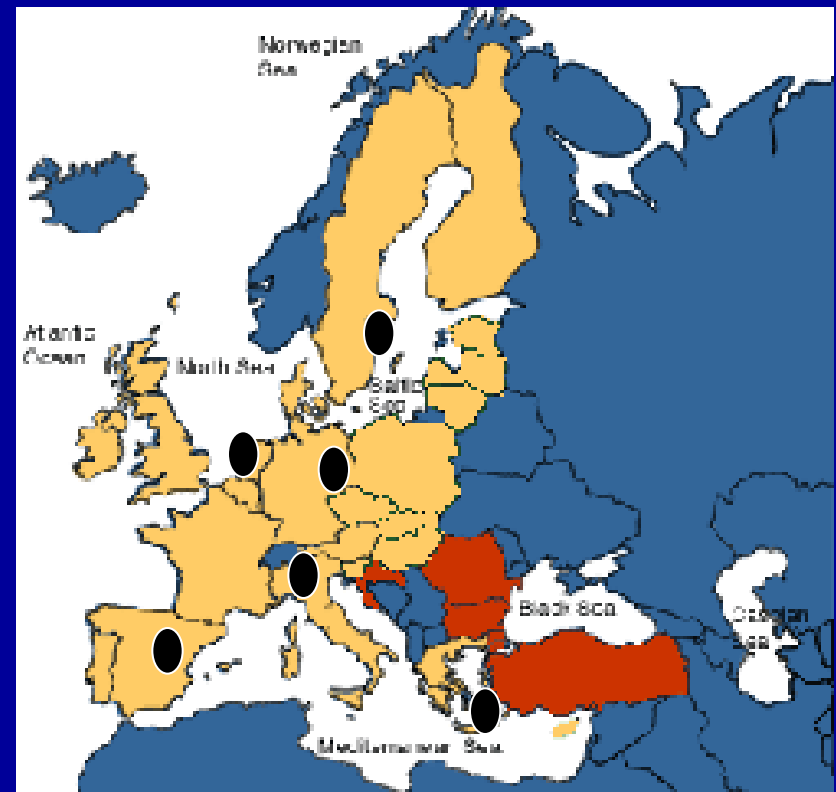 Norwegian
Sea
Atlantic
Ocean
North Sea
Baltic
Sea
Black Sea
Caspian
Sea
Mediterranean Sea